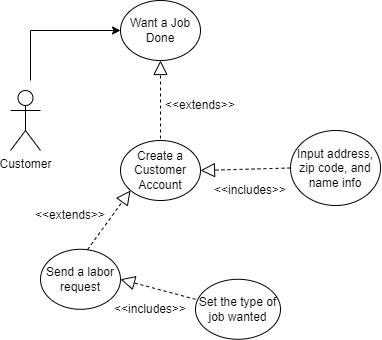 Want a Job
Done
<<extends>>
Customer
Create a
Customer
Account
Input address,
zip code, and
name info
<<includes>>
<<extends>>
Send a labor
request
<<includes>>
Set the type of
job wanted